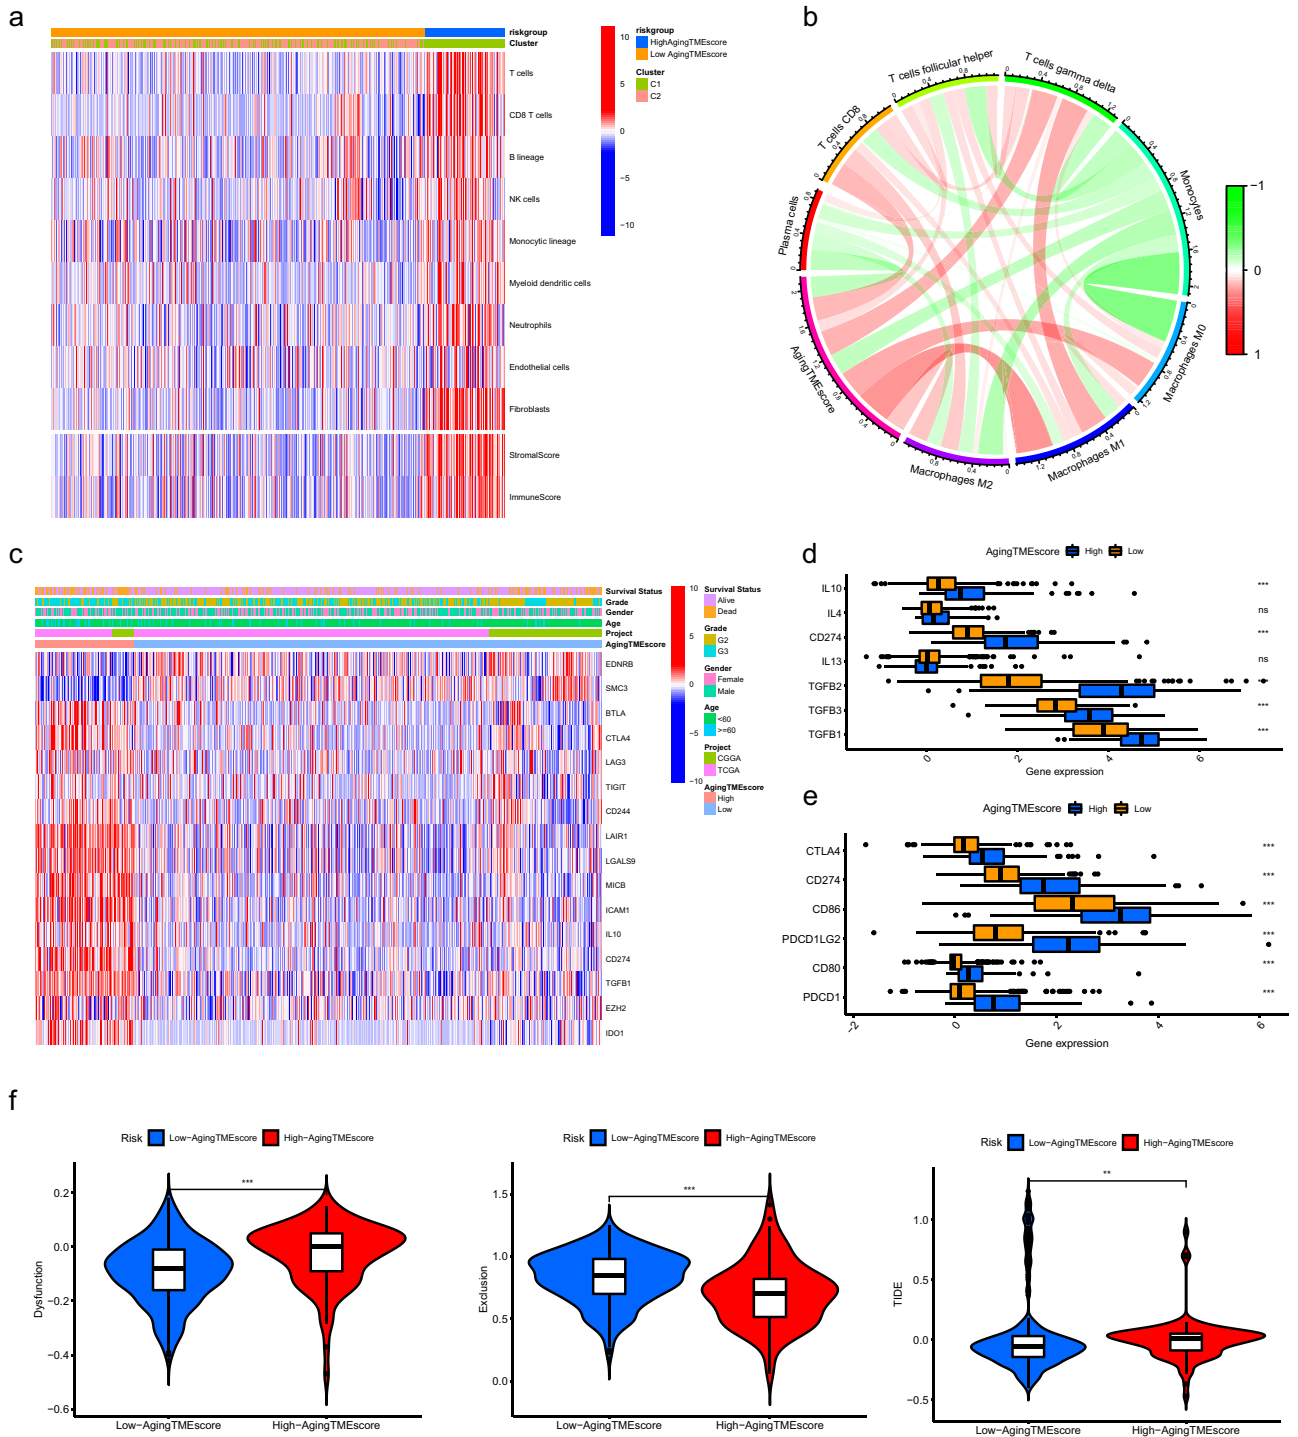 a
riskgroup
Cluster
T cells
CD8 T cells
B lineage
NK cells
Monocytic lineage
Myeloid dendritic cells
Neutrophils
Endothelial cells
Fibroblasts
StromalScore
ImmuneScore
10
5
0
−5
−10
riskgroup
HighAgingTMEscore
Low AgingTMEscore
Cluster
C1
C2
b
T cells follicular helper
T cells gamma delta
Monocytes
Macrophages M0
Macrophages M1
Macrophages M2
AgingTMEscore
Plasma cells
T cells CD8
−1
0
1
c
Survival Status
Grade
Gender
Age
Project
AgingTMEscore
EDNRB
SMC3
BTLA
CTLA4
LAG3
TIGIT
CD244
LAIR1
LGALS9
MICB
ICAM1
IL10
CD274
TGFB1
EZH2
IDO1
10
5
0
−5
−10
Survival Status
Alive
Dead
Grade
G2
G3
Gender
Female
Male
Age
<60
>=60
Project
CGGA
TCGA
AgingTMEscore
High
Low
d
AgingTMEscore High Low
IL10 ***
IL4 ns
CD274 ***
IL13 ns
TGFB2 ***
TGFB3 ***
TGFB1 ***
0 2 4 6
Gene expression
e
AgingTMEscore High Low
CTLA4 ***
CD274 ***
CD86 ***
PDCD1LG2 ***
CD80 ***
PDCD1 ***
−2 0 2 4 6
Gene expression
f
Risk Low−AgingTMEscore High−AgingTMEscore
***
0.2
0.0
−0.2
−0.4
−0.6
Dysfunction
Low−AgingTMEscore High−AgingTMEscore
Risk Low−AgingTMEscore High−AgingTMEscore
***
1.5
1.0
0.5
0.0
Exclusion
Low−AgingTMEscore High−AgingTMEscore
Risk Low−AgingTMEscore High−AgingTMEscore
**
1.0
0.5
0.0
−0.5
TIDE
Low−AgingTMEscore High−AgingTMEscore